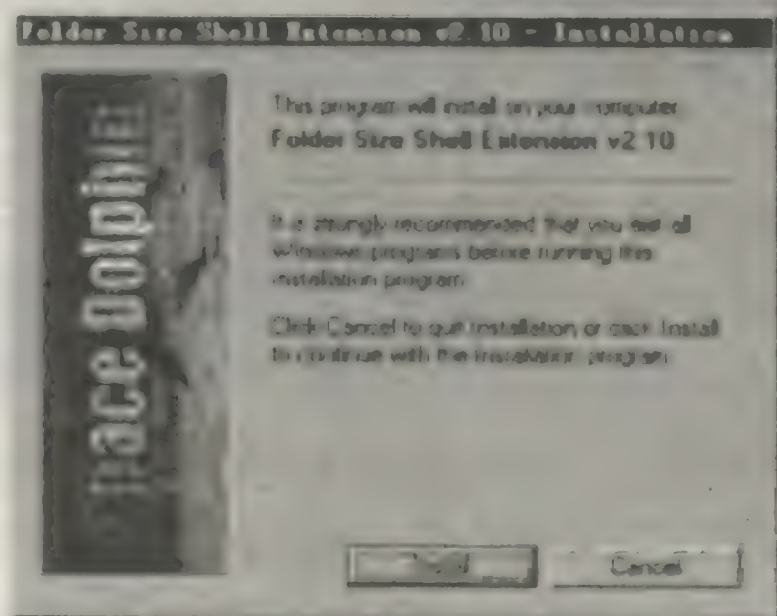 Folder Size Shell Extension v2.10 - Installation
This program will install on your computer
Folder Size Shell Extension v2.10
It is strongly recommended that you exit all
Windows programs before running this
installation program.
Click Cancel to quit installation or click Install
to continue with the installation program.
Install
Cancel